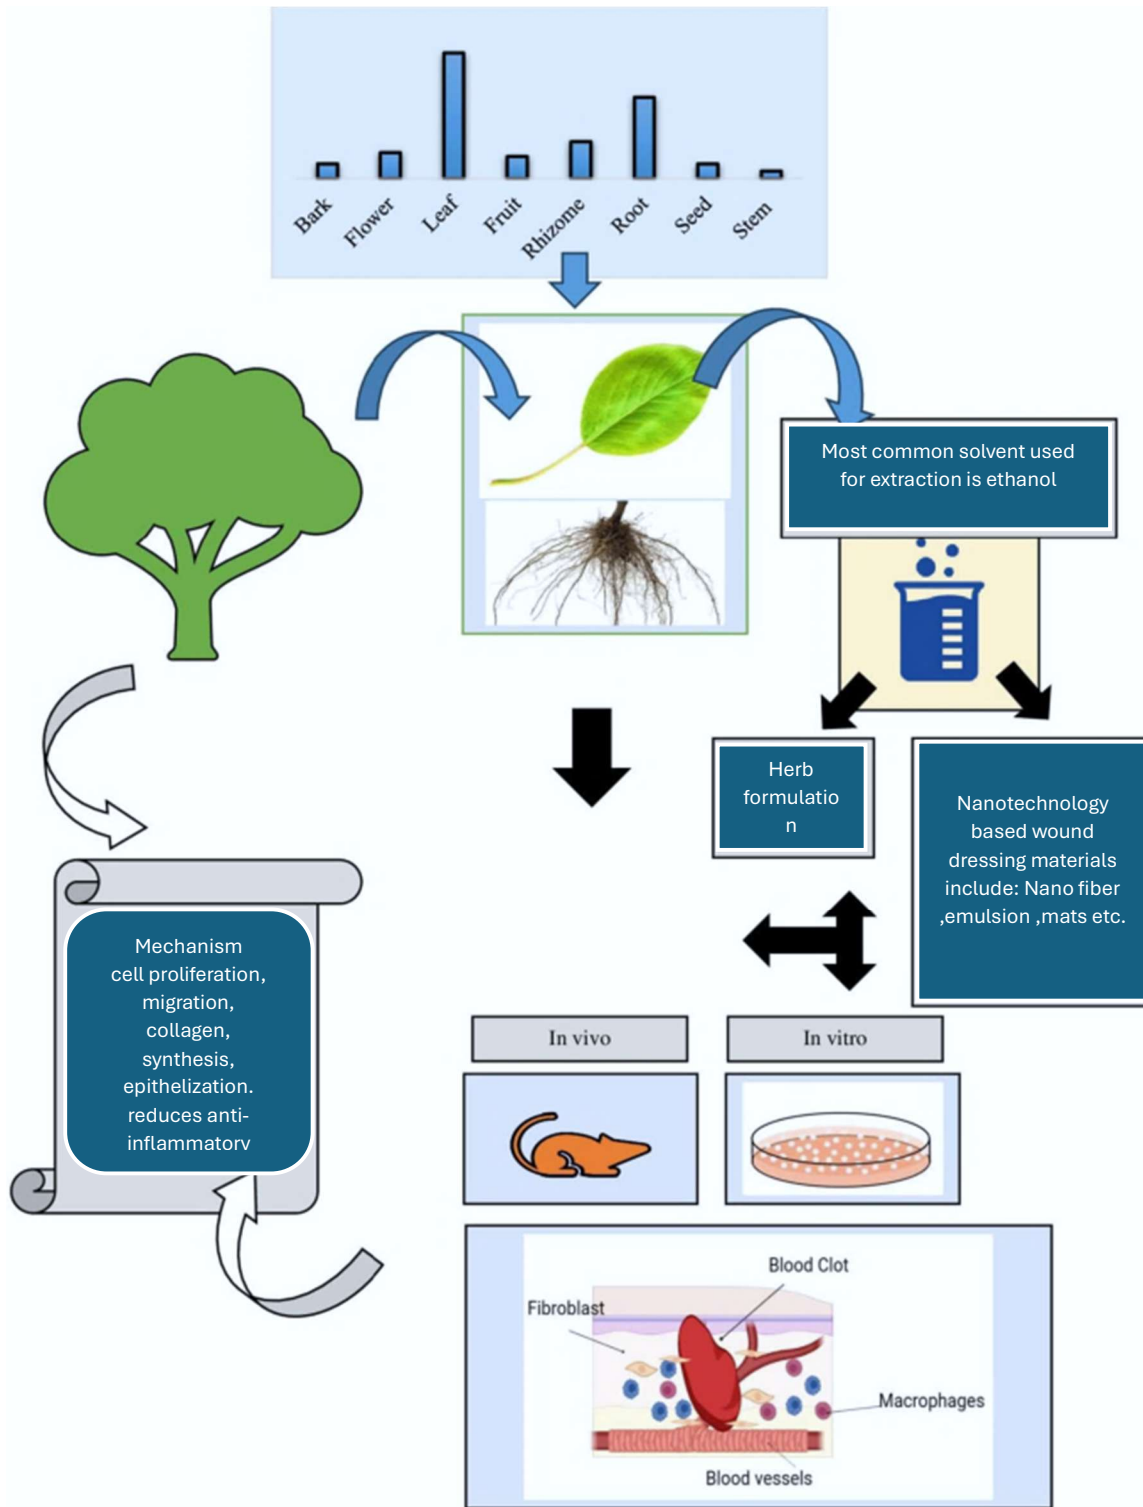 Bark
Flower
Leaf
Fruit
Rhizome
Root
Seed
Stem
Most common solvent used
for extraction is ethanol
Herb
formulatio
n
Nanotechnology
based wound
dressing materials
include: Nano fiber
,emulsion ,mats etc.
Mechanism
cell proliferation,
migration,
collagen,
synthesis,
epithelization.
reduces anti-
inflammatory
In vivo
In vitro
Blood Clot
Fibroblast
Macrophages
Blood vessels